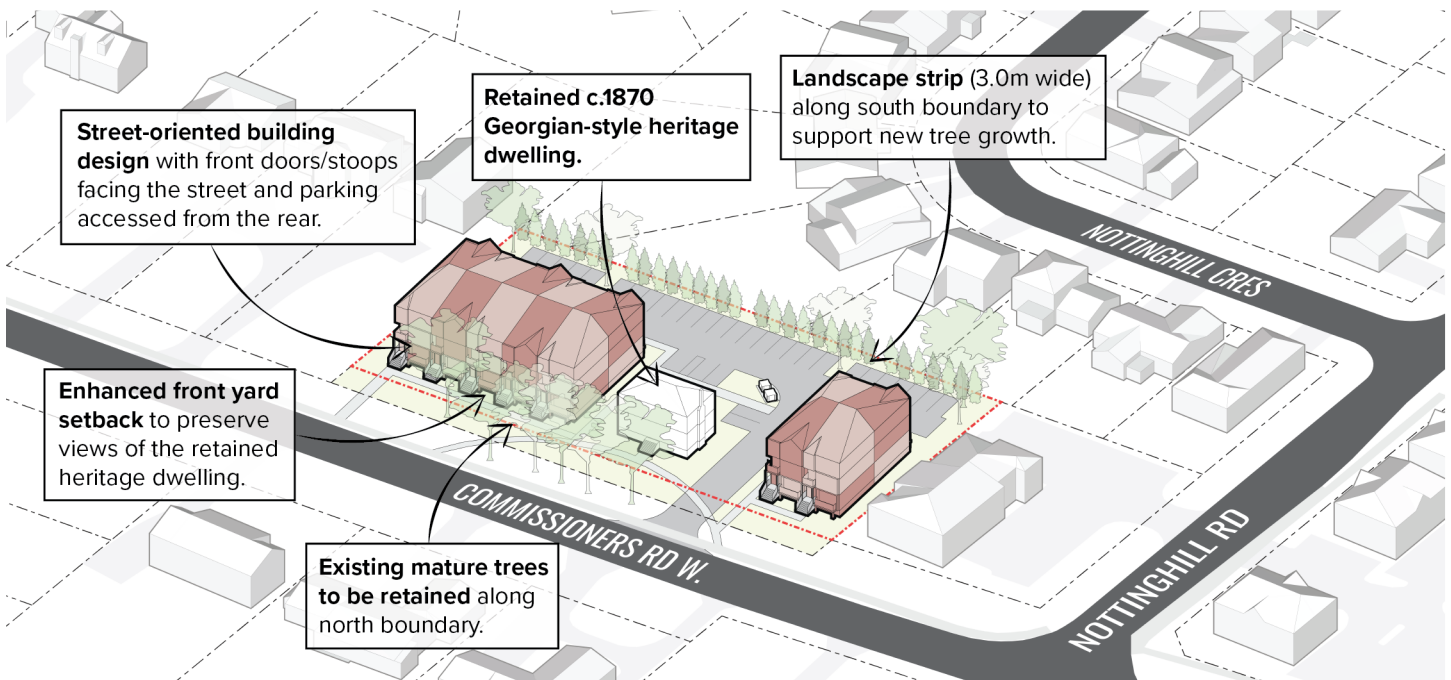 Street-oriented building
design with front doors/stoops
facing the street and parking
accessed from the rear.
Retained c.1870
Georgian-style heritage
dwelling.
Landscape strip (3.0m wide)
along south boundary to
support new tree growth.
NOTTINGHILL CRES
Enhanced front yard
setback to preserve
views of the retained
heritage dwelling.
COMMISSIONERS RD W.
NOTTINGHILL RD
Existing mature trees
to be retained along
north boundary.